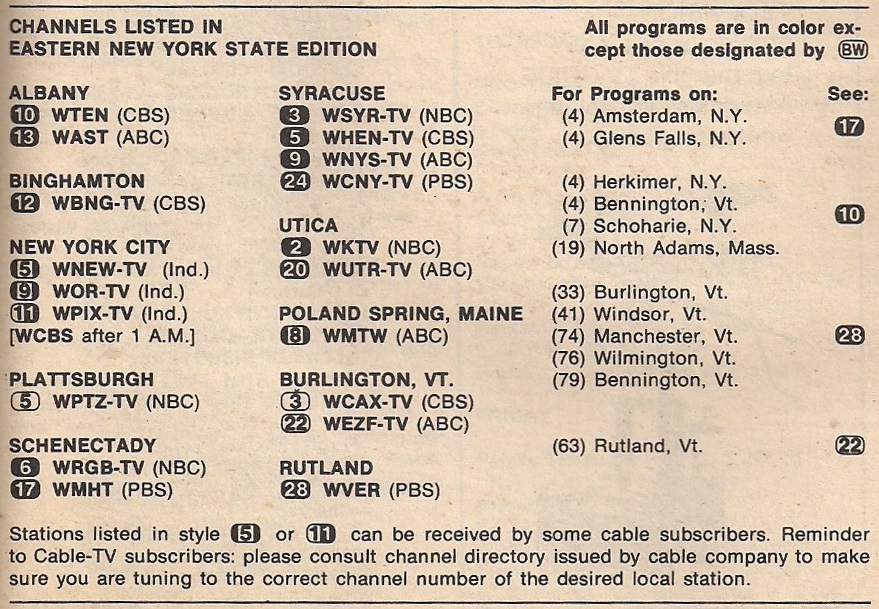 CHANNELS LISTED IN
EASTERN NEW YORK STATE EDITION
All programs are in color ex-
cept those designated by BW
ALBANY
10 WTEN (CBS)
13 WAST (ABC)
BINGHAMTON
12 WBNG-TV (CBS)
NEW YORK CITY
5 WNEW-TV (Ind.)
9 WOR-TV (Ind.)
11 WPIX-TV (Ind.)
[WCBS after 1 A.M.]
PLATTSBURGH
5 WPTZ-TV (NBC)
SCHENECTADY
6 WRGB-TV (NBC)
17 WMHT (PBS)
SYRACUSE
3 WSYR-TV (NBC)
5 WHEN-TV (CBS)
9 WNYS-TV (ABC)
24 WCNY-TV (PBS)
UTICA
2 WKTV (NBC)
20 WUTR-TV (ABC)
POLAND SPRING, MAINE
8 WMTW (ABC)
BURLINGTON, VT.
3 WCAX-TV (CBS)
22 WEZF-TV (ABC)
RUTLAND
28 WVER (PBS)
For Programs on: See:
(4) Amsterdam, N.Y.
(4) Glens Falls, N.Y.
17
(4) Herkimer, N.Y.
(4) Bennington, Vt.
(7) Schoharie, N.Y.
(19) North Adams, Mass.
10
(33) Burlington, Vt.
(41) Windsor, Vt.
(74) Manchester, Vt.
(76) Wilmington, Vt.
(79) Bennington, Vt.
28
(63) Rutland, Vt. 22
Stations listed in style 5 or 11 can be received by some cable subscribers. Reminder
to Cable-TV subscribers: please consult channel directory issued by cable company to make
sure you are tuning to the correct channel number of the desired local station.